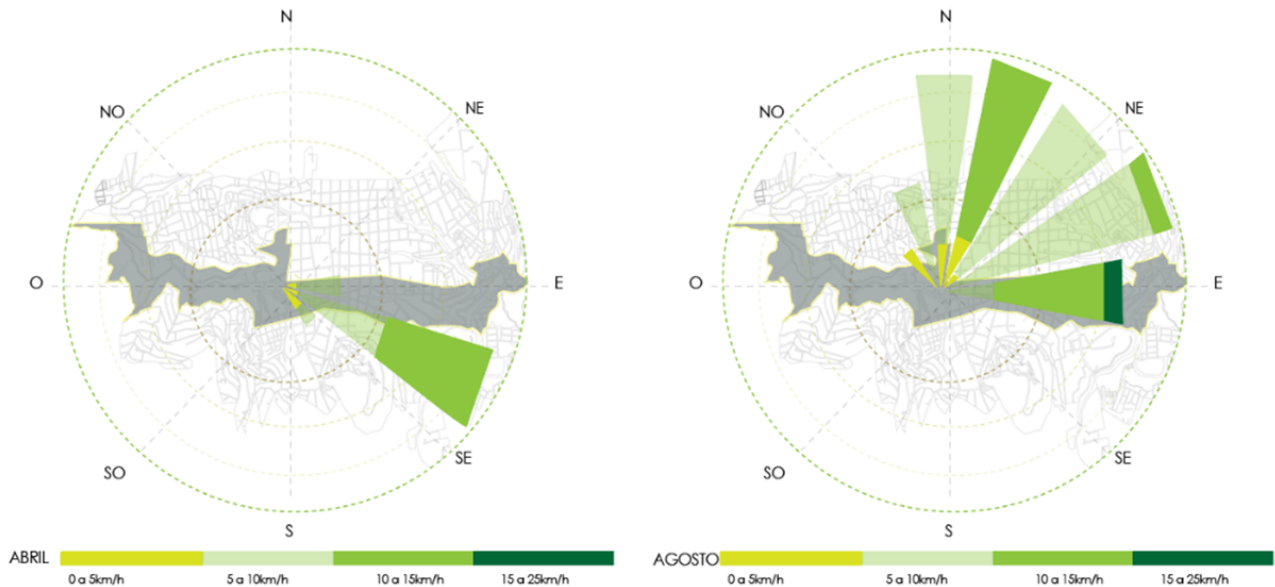 N
NO
NE
O
E
SO
SE
S
ABRIL
0 a 5km/h
5 a 10km/h
10 a 15km/h
15 a 25km/h
N
NO
NE
O
E
SO
SE
S
AGOSTO
0 a 5km/h
5 a 10km/h
10 a 15km/h
15 a 25km/h